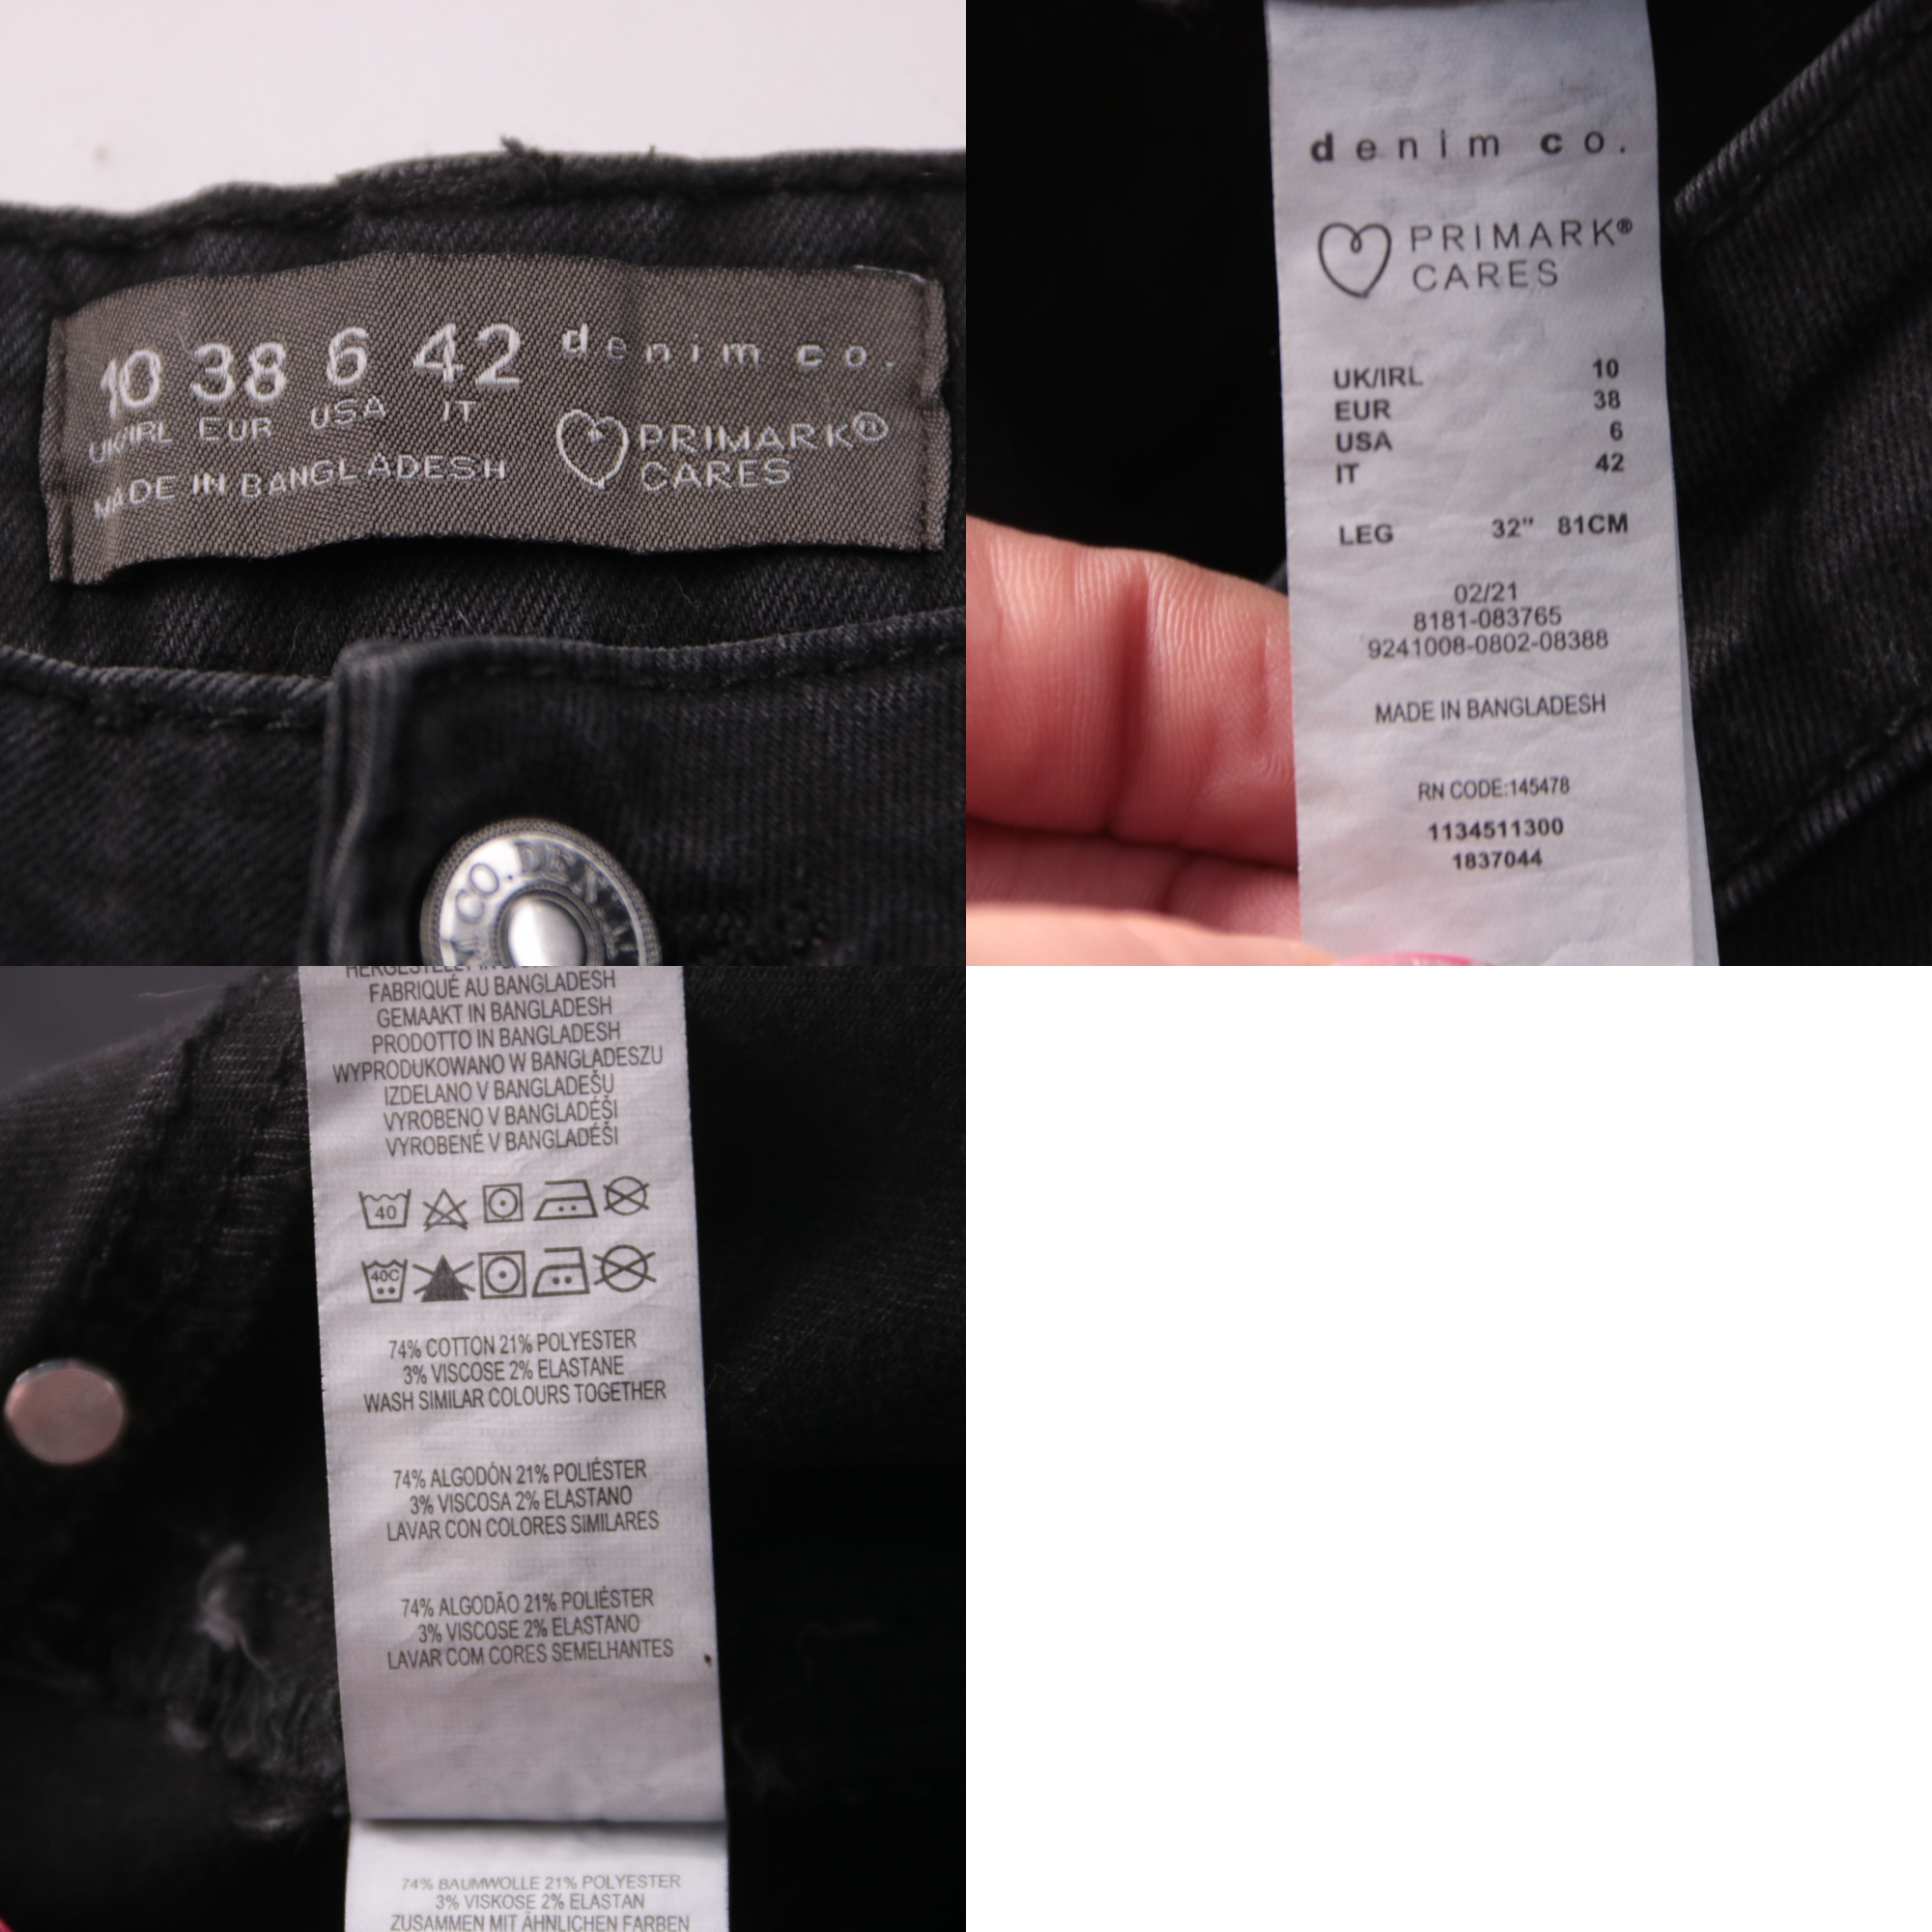 10 38 6 42
UK/IRL EUR USA IT
MADE IN BANGLADESH
denim co.
PRIMARK®
CARES
CO. DENIM
denim co.
PRIMARK®
CARES
UK/IRL 10
EUR 38
USA 6
IT 42
LEG 32" 81CM
02/21
8181-083765
9241008-0802-08388
MADE IN BANGLADESH
RN CODE:145478
1134511300
1837044
HERGESTELLT IN
FABRIQUÉ AU BANGLADESH
GEMAAKT IN BANGLADESH
PRODOTTO IN BANGLADESH
WYPRODUKOWANO W BANGLADESZU
IZDELANO V BANGLADEŠU
VYROBENO V BANGLADÉŠI
VYROBENÉ V BANGLADÉŠI
40
40C
74% COTTON 21% POLYESTER
3% VISCOSE 2% ELASTANE
WASH SIMILAR COLOURS TOGETHER
74% ALGODÓN 21% POLIÉSTER
3% VISCOSA 2% ELASTANO
LAVAR CON COLORES SIMILARES
74% ALGODÃO 21% POLIÉSTER
3% VISCOSE 2% ELASTANO
LAVAR COM CORES SEMELHANTES
74% BAUMWOLLE 21% POLYESTER
3% VISKOSE 2% ELASTAN
ZUSAMMEN MIT ÄHNLICHEN FARBEN